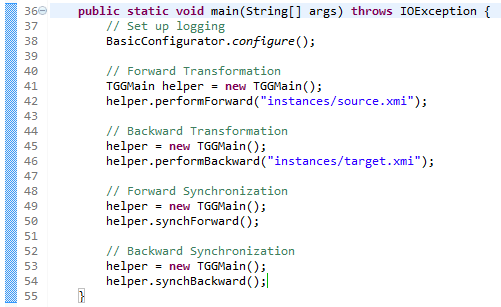 36 public static void main(String[] args) throws IOException {
37 // Set up logging
38 BasicConfigurator.configure();
39
40 // Forward Transformation
41 TGGMain helper = new TGGMain();
42 helper.performForward("instances/source.xmi");
43
44 // Backward Transformation
45 helper = new TGGMain();
46 helper.performBackward("instances/target.xmi");
47
48 // Forward Synchronization
49 helper = new TGGMain();
50 helper.synchForward();
51
52 // Backward Synchronization
53 helper = new TGGMain();
54 helper.synchBackward();
55 }